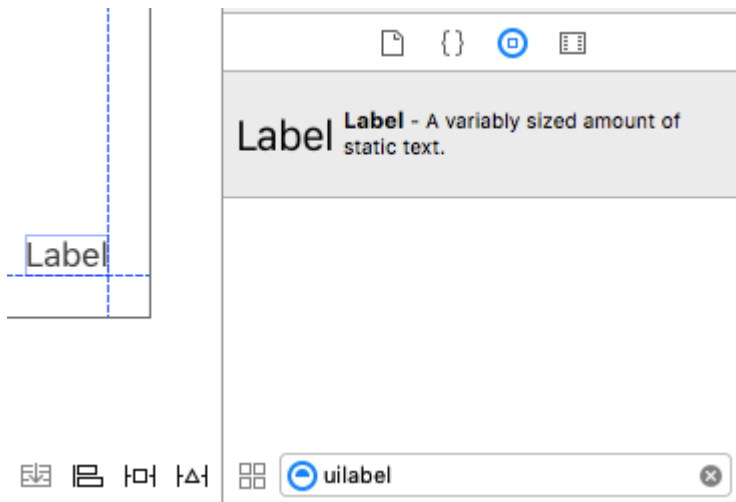 {}
Label
Label - A variably sized amount of
static text.
Label
uilabel